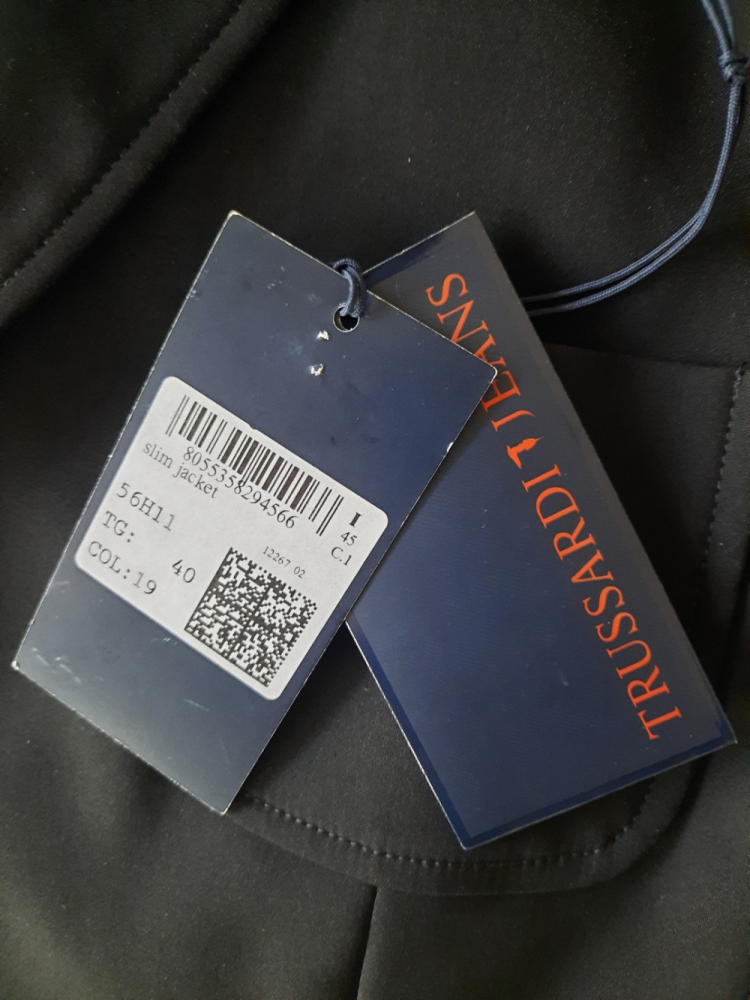 8055358294566
slim jacket
I
45
C.1
56H11
TG: 40
COL:19
12267 02
TRUSSARDI JEANS